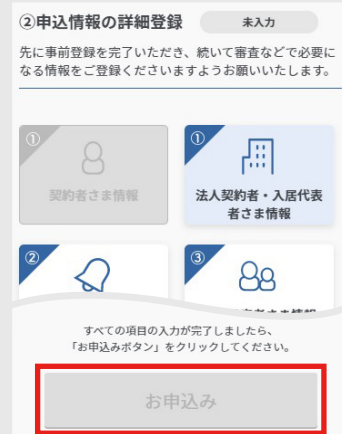 ②申込情報の詳細登録 未入力
先に事前登録を完了いただき、続いて審査などで必要に
なる情報をご登録くださいますようお願いいたします。
①
契約者さま情報
①
法人契約者・入居代表
者さま情報
②
③
すべての項目の入力が完了しましたら、
「お申込みボタン」をクリックしてください。
お申込み